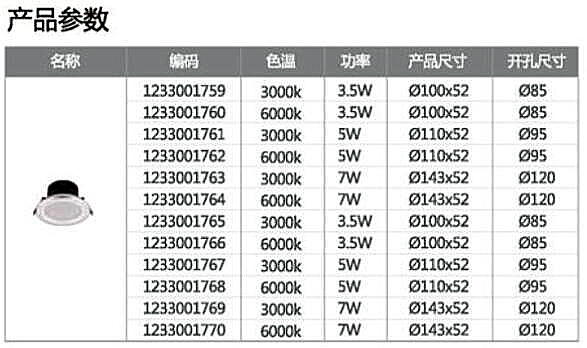 产品参数
名称 编码 色温 功率 产品尺寸 开孔尺寸
1233001759 3000k 3.5W Ø100x52 Ø85
1233001760 6000k 3.5W Ø100x52 Ø85
1233001761 3000k 5W Ø110x52 Ø95
1233001762 6000k 5W Ø110x52 Ø95
1233001763 3000k 7W Ø143x52 Ø120
1233001764 6000k 7W Ø143x52 Ø120
1233001765 3000k 3.5W Ø100x52 Ø85
1233001766 6000k 3.5W Ø100x52 Ø85
1233001767 3000k 5W Ø110x52 Ø95
1233001768 6000k 5W Ø110x52 Ø95
1233001769 3000k 7W Ø143x52 Ø120
1233001770 6000k 7W Ø143x52 Ø120